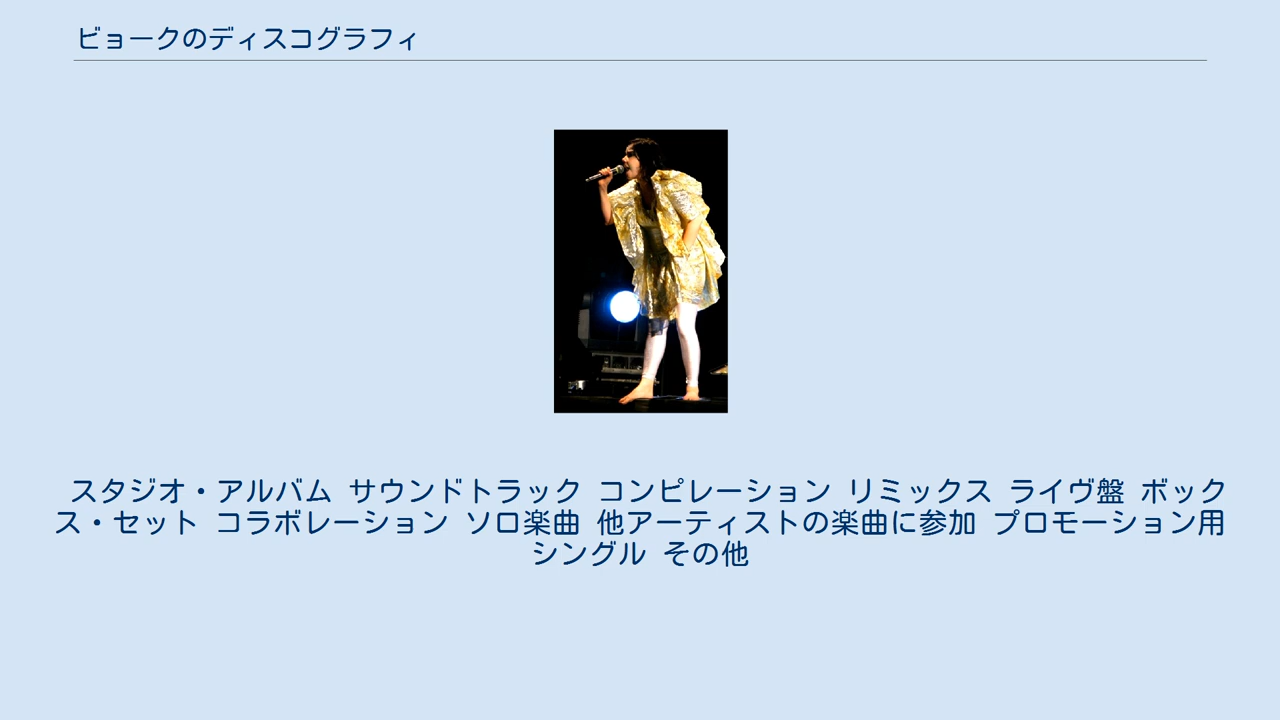 ビョークのディスコグラフィ
スタジオ・アルバム サウンドトラック コンピレーション リミックス ライヴ盤 ボック
ス・セット コラボレーション ソロ楽曲 他アーティストの楽曲に参加 プロモーション用
シングル その他